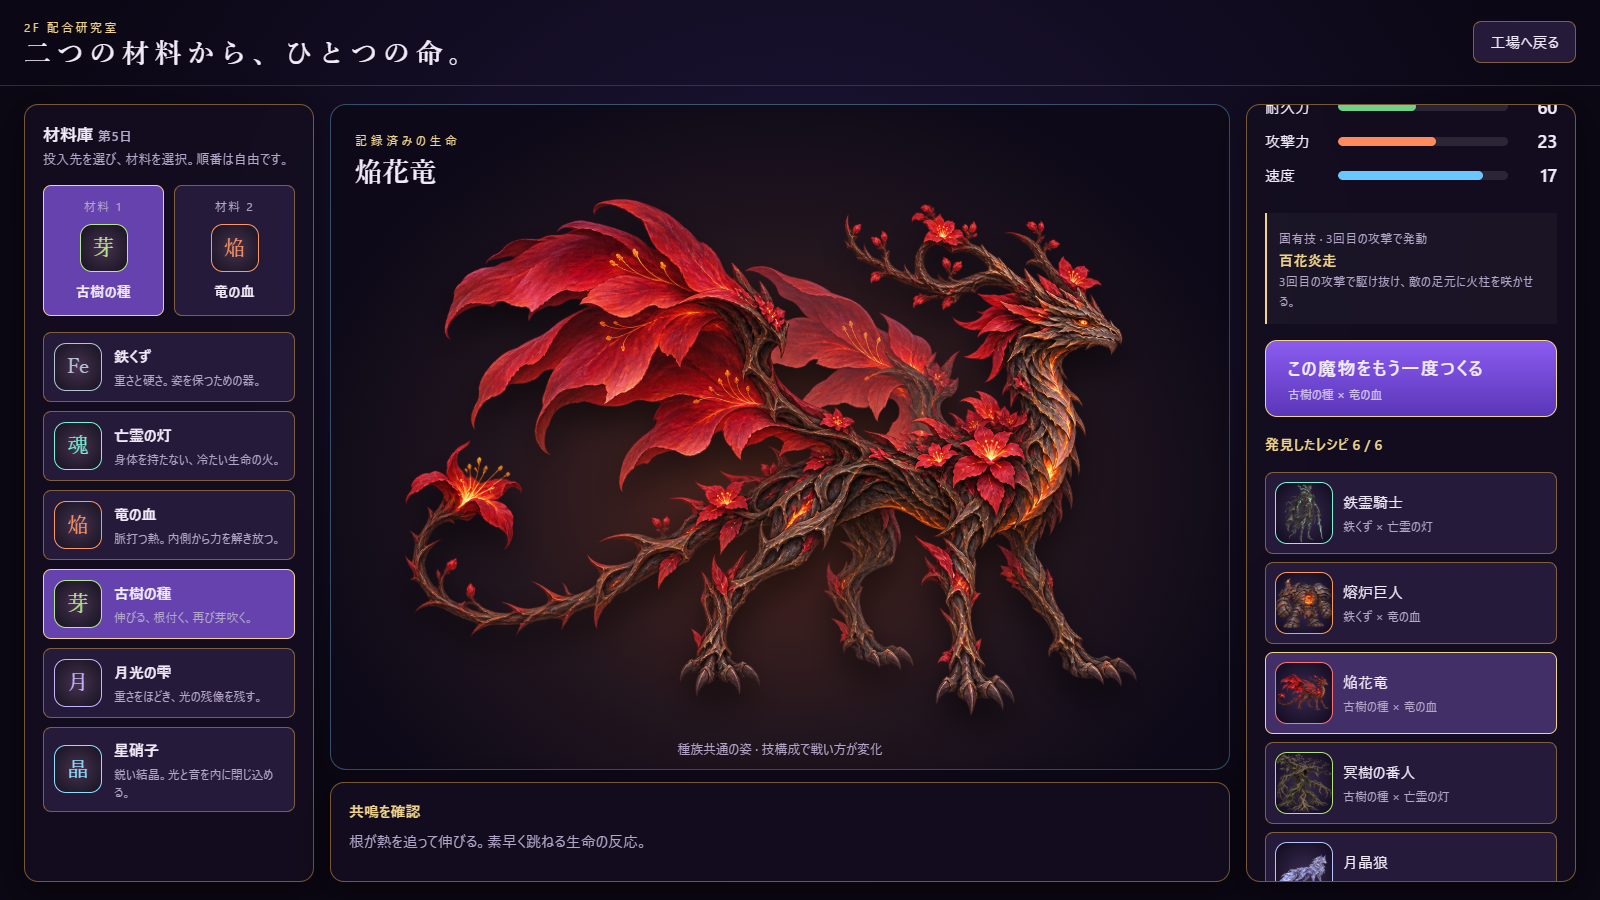 2F 配合研究室
二つの材料から、ひとつの命。
工場へ戻る
材料庫 第5日
投入先を選び、材料を選択。順番は自由です。
材料 1
芽
古樹の種
材料 2
焔
竜の血
Fe
鉄くず
重さと硬さ。姿を保つための器。
魂
亡霊の灯
身体を持たない、冷たい生命の火。
焔
竜の血
脈打つ熱。内側から力を解き放つ。
芽
古樹の種
伸びる、根付く、再び芽吹く。
月
月光の雫
重さをほどき、光の残像を残す。
晶
星硝子
鋭い結晶。光と音を内に閉じ込め
る。
記録済みの生命
焔花竜
種族共通の姿・技構成で戦い方が変化
共鳴を確認
根が熱を追って伸びる。素早く跳ねる生命の反応。
耐久力 60
攻撃力 23
速度 17
固有技・3回目の攻撃で発動
百花炎走
3回目の攻撃で駆け抜け、敵の足元に火柱を咲かせ
る。
この魔物をもう一度つくる
古樹の種 × 竜の血
発見したレシピ 6 / 6
鉄霊騎士
鉄くず × 亡霊の灯
熔炉巨人
鉄くず × 竜の血
焔花竜
古樹の種 × 竜の血
冥樹の番人
古樹の種 × 亡霊の灯
月晶狼